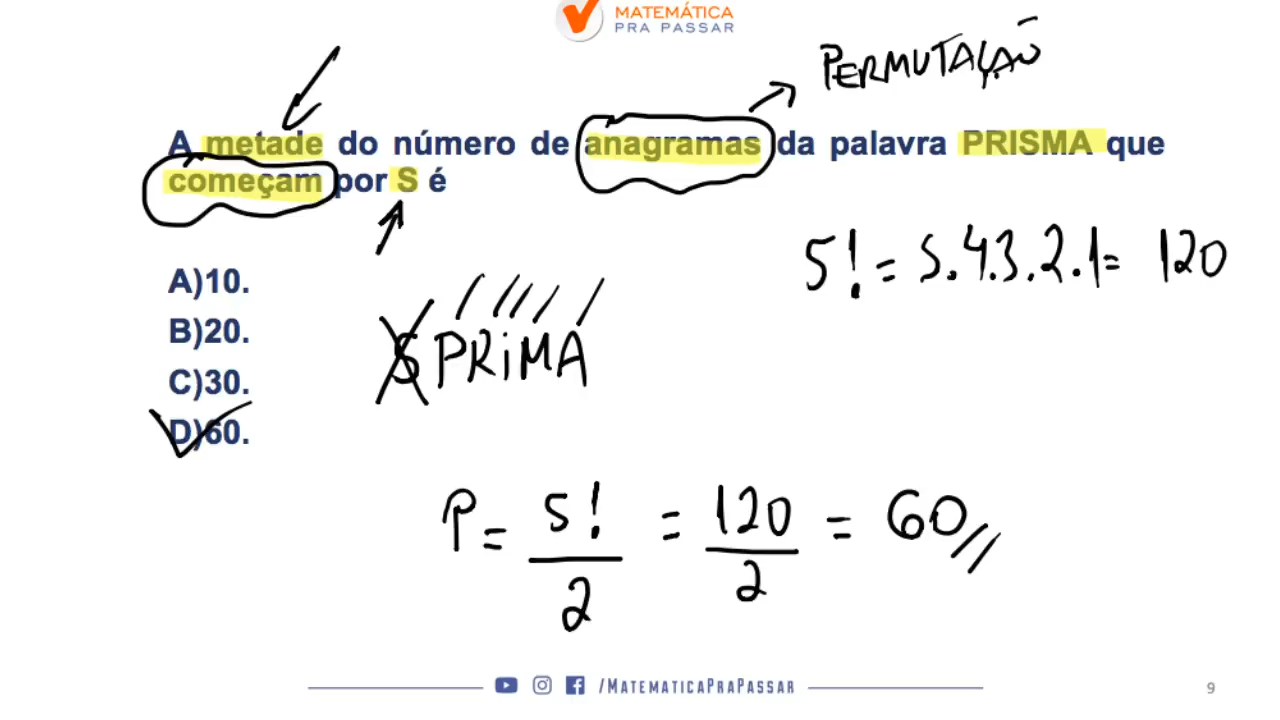 MATEMÁTICA
PRA PASSAR
PERMUTAÇÃO
A metade do número de anagramas da palavra PRISMA que
começam por S é
5! = 5.4.3.2.1 = 120
A)10.
B)20.
S PRiMA
C)30.
D)60.
P = 5!/2 = 120/2 = 60//
/MATEMATICAPRAPASSAR
9